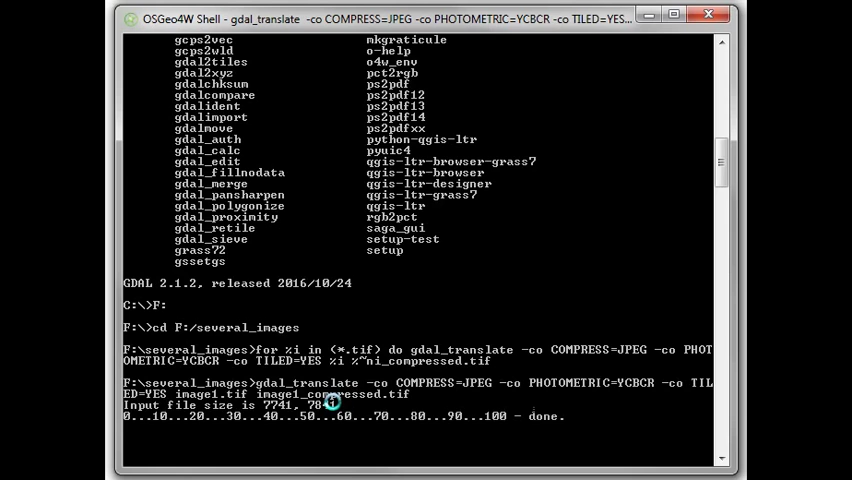 OSGeo4W Shell - gdal_translate -co COMPRESS=JPEG -co PHOTOMETRIC=YCBCR -co TILED=YES...
gcps2vec mkgraticule
gcps2wld o-help
gdal2tiles o4w_env
gdal2xyz pct2rgb
gdalchksum ps2pdf
gdalcompare ps2pdf12
gdalident ps2pdf13
gdalimport ps2pdf14
gdalmove ps2pdfxx
gdal_auth python-qgis-ltr
gdal_calc pyuic4
gdal_edit qgis-ltr-browser-grass7
gdal_fillnodata qgis-ltr-browser
gdal_merge qgis-ltr-designer
gdal_pansharpen qgis-ltr-grass7
gdal_polygonize qgis-ltr
gdal_proximity rgb2pct
gdal_retile saga_gui
gdal_sieve setup-test
grass72 setup
gssetgs
GDAL 2.1.2, released 2016/10/24
C:\>F:
F:\>cd F:/several_images
F:\several_images>for %i in (*.tif) do gdal_translate -co COMPRESS=JPEG -co PHOT
OMETRIC=YCBCR -co TILED=YES %i %~ni_compressed.tif
F:\several_images>gdal_translate -co COMPRESS=JPEG -co PHOTOMETRIC=YCBCR -co TIL
ED=YES image1.tif image1_compressed.tif
Input file size is 7741,
0...10...20...30...40...50...60...70...80...90...100 - done.